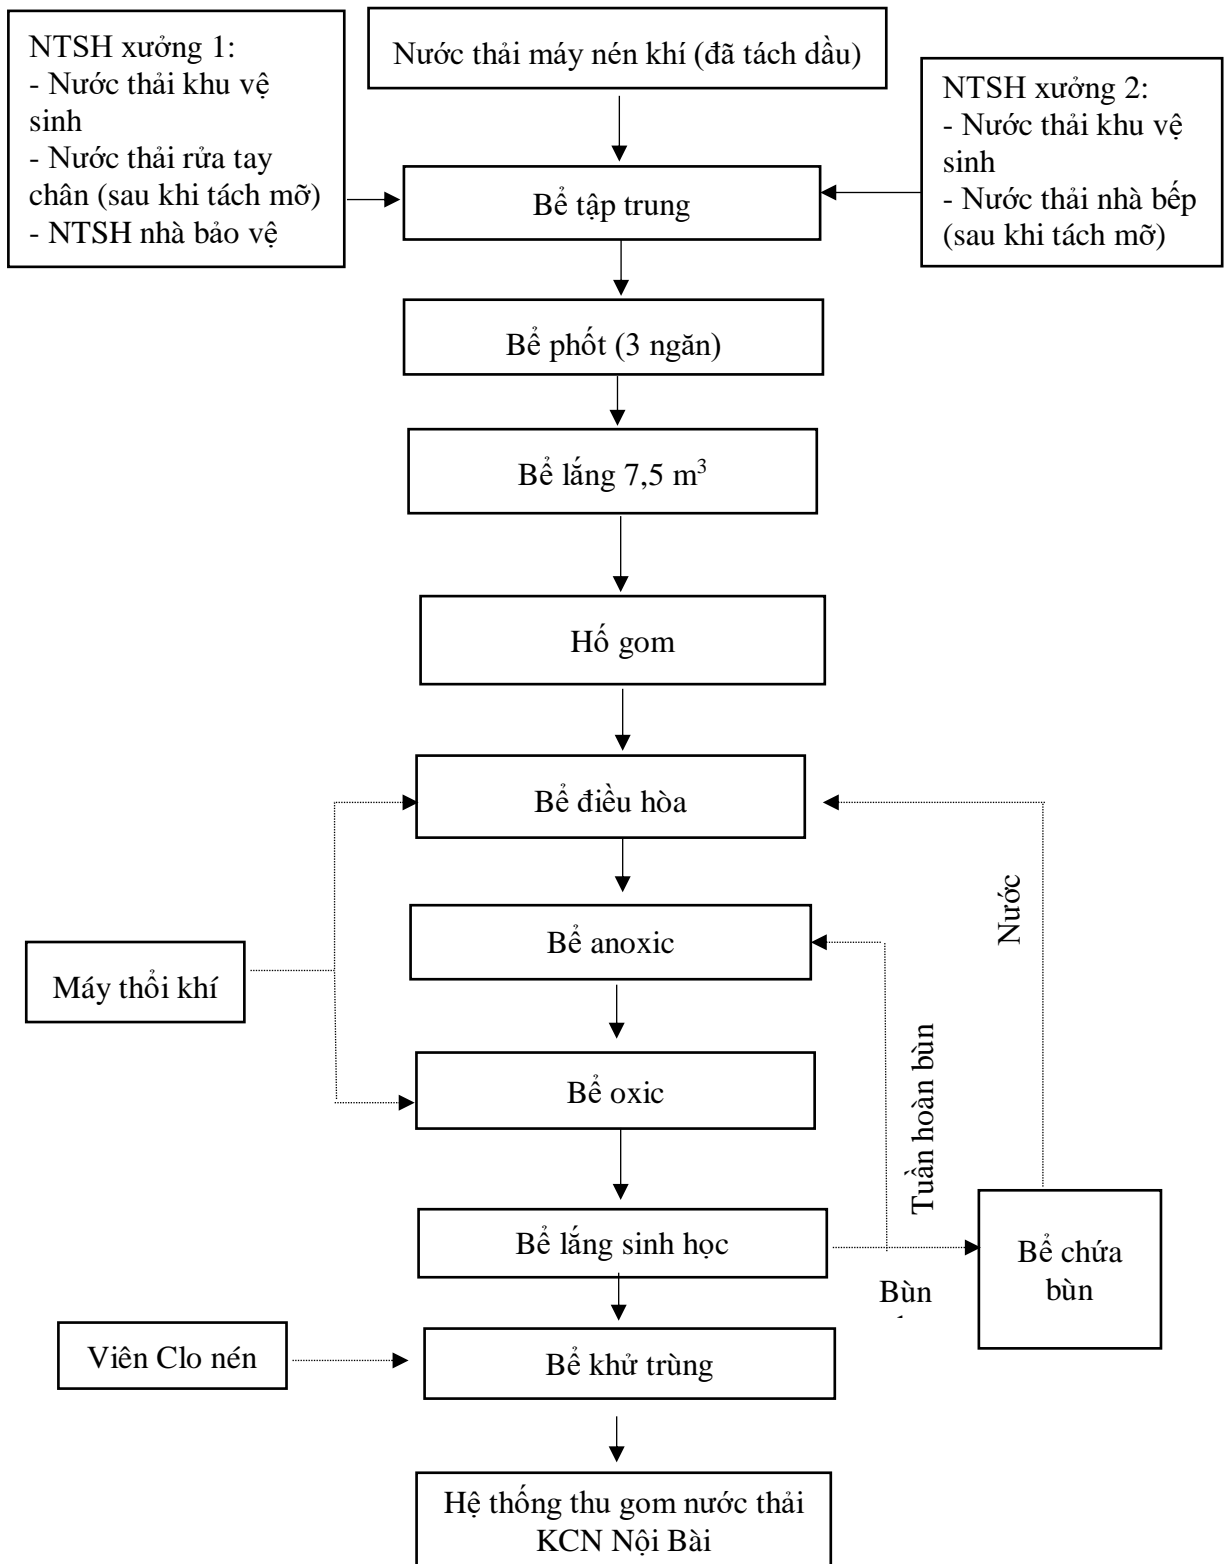 NTSH xưởng 1:
- Nước thải khu vệ
sinh
- Nước thải rửa tay
chân (sau khi tách mỡ)
- NTSH nhà bảo vệ
Nước thải máy nén khí (đã tách dầu)
NTSH xưởng 2:
- Nước thải khu vệ
sinh
- Nước thải nhà bếp
(sau khi tách mỡ)
Bể tập trung
Bể phốt (3 ngăn)
Bể lắng 7,5 m³
Hố gom
Bể điều hòa
Nước
Bể anoxic
Máy thổi khí
Bể oxic
Tuần hoàn bùn
Bể lắng sinh học
Bùn
Bể chứa
bùn
Viên Clo nén
Bể khử trùng
Hệ thống thu gom nước thải
KCN Nội Bài